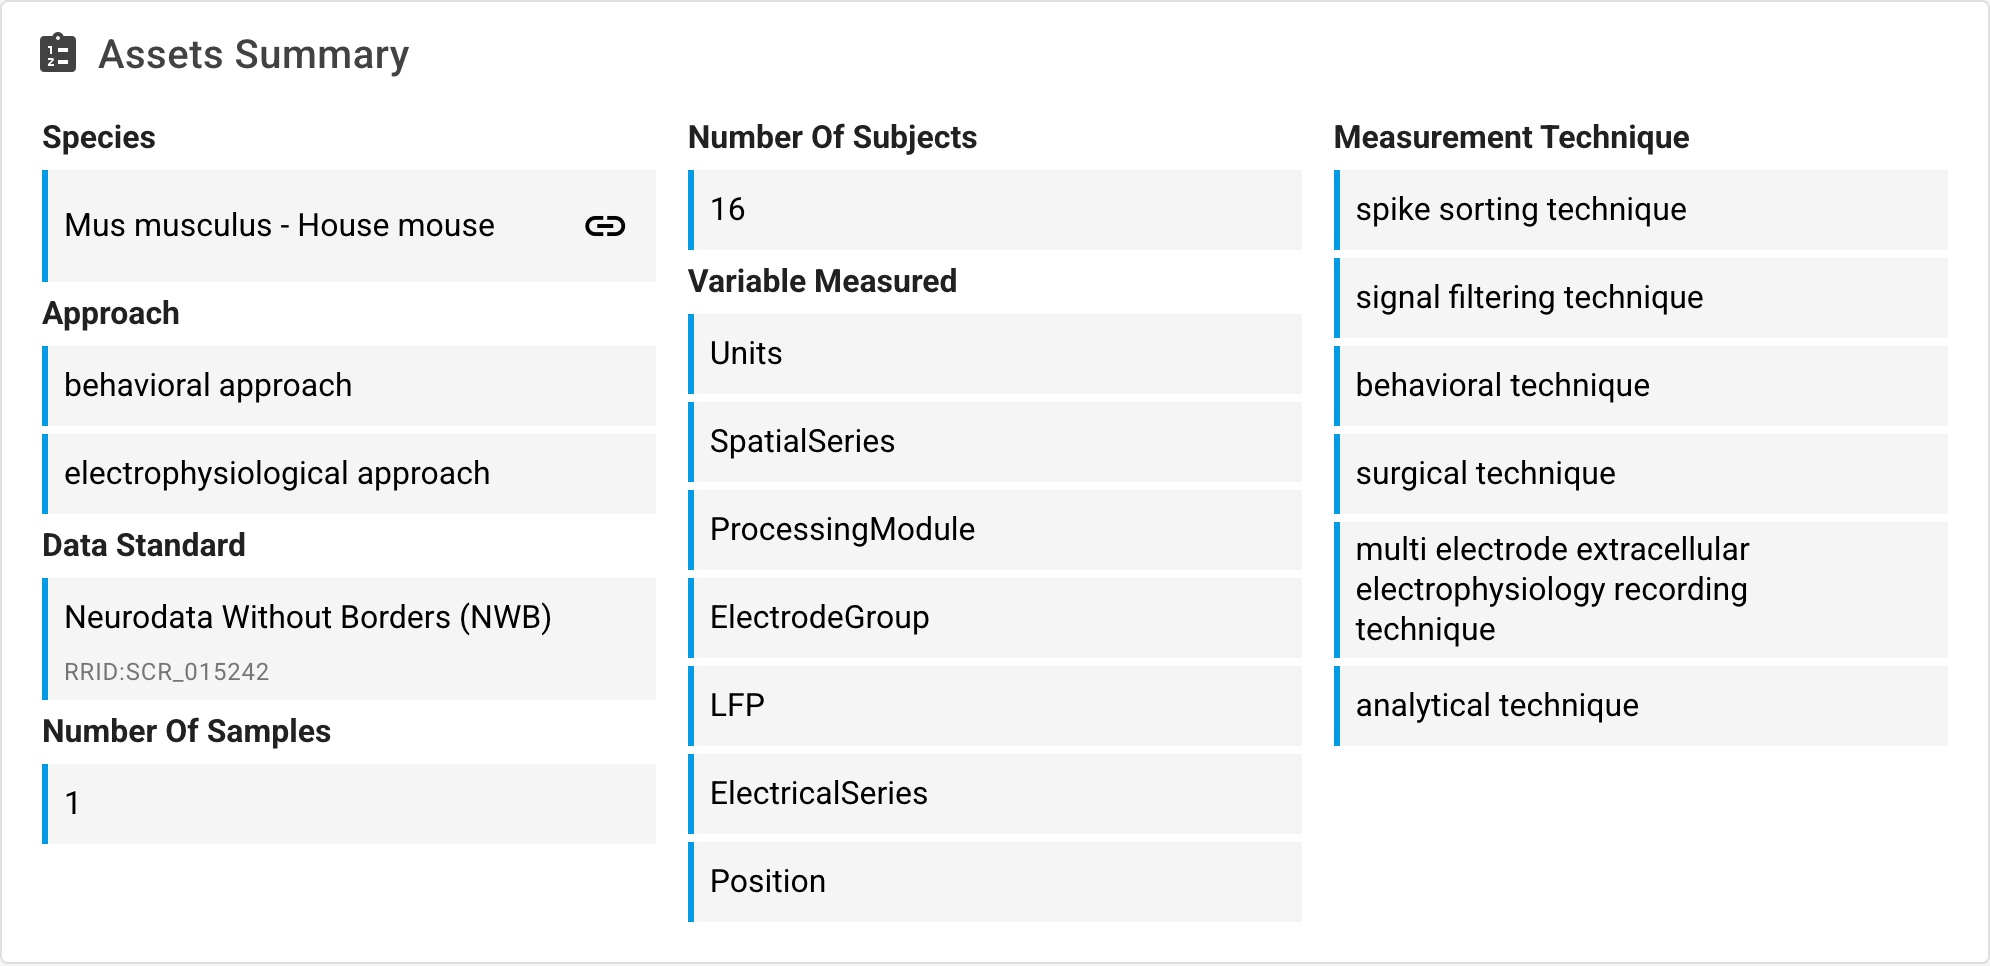 Assets Summary
Species
Mus musculus - House mouse
Approach
behavioral approach
electrophysiological approach
Data Standard
Neurodata Without Borders (NWB)
RRID:SCR_015242
Number Of Samples
1
Number Of Subjects
16
Variable Measured
Units
SpatialSeries
ProcessingModule
ElectrodeGroup
LFP
ElectricalSeries
Position
Measurement Technique
spike sorting technique
signal filtering technique
behavioral technique
surgical technique
multi electrode extracellular
electrophysiology recording
technique
analytical technique